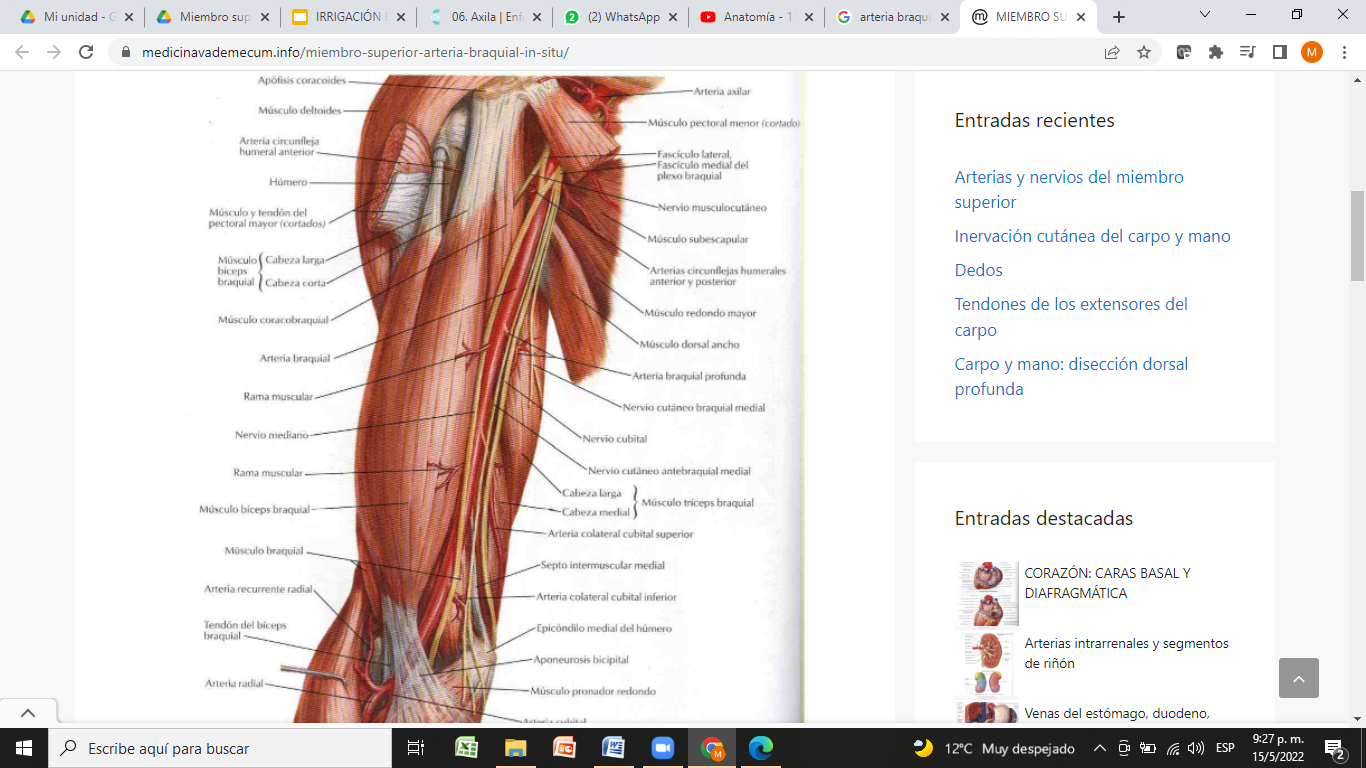 Mi unidad - G
Miembro sup
IRRIGACIÓN E
06. Axila | Enf
(2) WhatsApp
Anatomía - 1
arteria braqui
MIEMBRO SU
medicinavademecum.info/miembro-superior-arteria-braquial-in-situ/
M
Apófisis coracoides
Músculo deltoides
Arteria circunfleja
humeral anterior
Húmero
Músculo y tendón del
pectoral mayor (cortados)
Músculo
bíceps
braquial
Cabeza larga
Cabeza corta
Músculo coracobraquial
Arteria braquial
Rama muscular
Nervio mediano
Rama muscular
Músculo bíceps braquial
Músculo braquial
Arteria recurrente radial
Tendón del bíceps
braquial
Arteria radial
Arteria axilar
Músculo pectoral menor (cortado)
Fascículo lateral,
Fascículo medial del
plexo braquial
Nervio musculocutáneo
Músculo subescapular
Arterias circunflejas humerales
anterior y posterior
Músculo redondo mayor
Músculo dorsal ancho
Arteria braquial profunda
Nervio cutáneo braquial medial
Nervio cubital
Nervio cutáneo antebraquial medial
Cabeza larga
Cabeza medial
Músculo tríceps braquial
Arteria colateral cubital superior
Septo intermuscular medial
Arteria colateral cubital inferior
Epicóndilo medial del húmero
Aponeurosis bicipital
Músculo pronador redondo
Arteria cubital
Entradas recientes
Arterias y nervios del miembro
superior
Inervación cutánea del carpo y mano
Dedos
Tendones de los extensores del
carpo
Carpo y mano: disección dorsal
profunda
Entradas destacadas
CORAZÓN: CARAS BASAL Y
DIAFRAGMÁTICA
Arterias intrarrenales y segmentos
de riñón
Venas del estómago, duodeno,
Escribe aquí para buscar
12°C Muy despejado
ESP
9:27 p. m.
15/5/2022
2